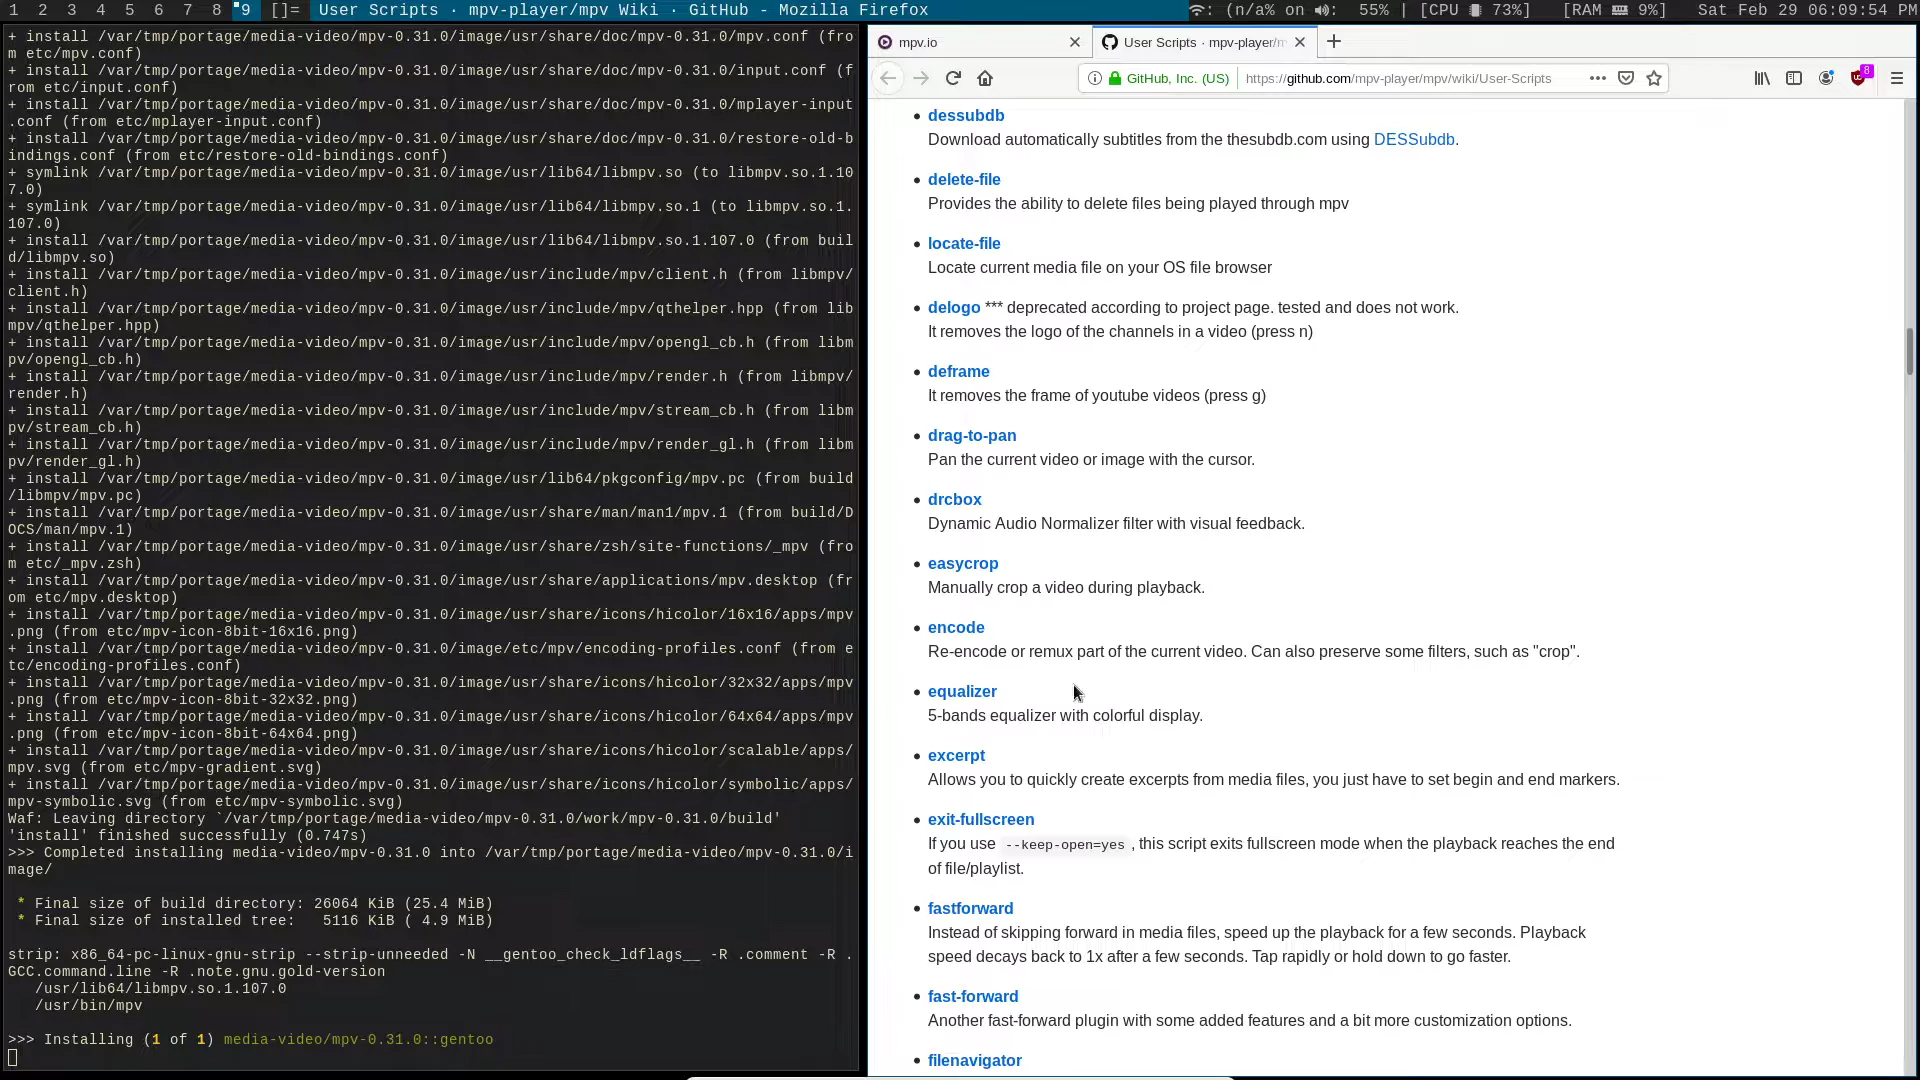 1 2 3 4 5 6 7 8 9 []= User Scripts · mpv-player/mpv Wiki · GitHub - Mozilla Firefox : (n/a% on : 55% | [CPU 73%] [RAM 9%] Sat Feb 29 06:09:54 PM
+ install /var/tmp/portage/media-video/mpv-0.31.0/image/usr/share/doc/mpv-0.31.0/mpv.conf (fro
m etc/mpv.conf)
+ install /var/tmp/portage/media-video/mpv-0.31.0/image/usr/share/doc/mpv-0.31.0/input.conf (f
rom etc/input.conf)
+ install /var/tmp/portage/media-video/mpv-0.31.0/image/usr/share/doc/mpv-0.31.0/mplayer-input
.conf (from etc/mplayer-input.conf)
+ install /var/tmp/portage/media-video/mpv-0.31.0/image/usr/share/doc/mpv-0.31.0/restore-old-b
indings.conf (from etc/restore-old-bindings.conf)
+ symlink /var/tmp/portage/media-video/mpv-0.31.0/image/usr/lib64/libmpv.so (to libmpv.so.1.10
7.0)
+ symlink /var/tmp/portage/media-video/mpv-0.31.0/image/usr/lib64/libmpv.so.1 (to libmpv.so.1.
107.0)
+ install /var/tmp/portage/media-video/mpv-0.31.0/image/usr/lib64/libmpv.so.1.107.0 (from buil
d/libmpv.so)
+ install /var/tmp/portage/media-video/mpv-0.31.0/image/usr/include/mpv/client.h (from libmpv/
client.h)
+ install /var/tmp/portage/media-video/mpv-0.31.0/image/usr/include/mpv/qthelper.hpp (from lib
mpv/qthelper.hpp)
+ install /var/tmp/portage/media-video/mpv-0.31.0/image/usr/include/mpv/opengl_cb.h (from libm
pv/opengl_cb.h)
+ install /var/tmp/portage/media-video/mpv-0.31.0/image/usr/include/mpv/render.h (from libmpv/
render.h)
+ install /var/tmp/portage/media-video/mpv-0.31.0/image/usr/include/mpv/stream_cb.h (from libm
pv/stream_cb.h)
+ install /var/tmp/portage/media-video/mpv-0.31.0/image/usr/include/mpv/render_gl.h (from libm
pv/render_gl.h)
+ install /var/tmp/portage/media-video/mpv-0.31.0/image/usr/lib64/pkgconfig/mpv.pc (from build
/libmpv/mpv.pc)
+ install /var/tmp/portage/media-video/mpv-0.31.0/image/usr/share/man/man1/mpv.1 (from build/D
OCS/man/mpv.1)
+ install /var/tmp/portage/media-video/mpv-0.31.0/image/usr/share/zsh/site-functions/_mpv (fro
m etc/_mpv.zsh)
+ install /var/tmp/portage/media-video/mpv-0.31.0/image/usr/share/applications/mpv.desktop (fr
om etc/mpv.desktop)
+ install /var/tmp/portage/media-video/mpv-0.31.0/image/usr/share/icons/hicolor/16x16/apps/mpv
.png (from etc/mpv-icon-8bit-16x16.png)
+ install /var/tmp/portage/media-video/mpv-0.31.0/image/etc/mpv/encoding-profiles.conf (from e
tc/encoding-profiles.conf)
+ install /var/tmp/portage/media-video/mpv-0.31.0/image/usr/share/icons/hicolor/32x32/apps/mpv
.png (from etc/mpv-icon-8bit-32x32.png)
+ install /var/tmp/portage/media-video/mpv-0.31.0/image/usr/share/icons/hicolor/64x64/apps/mpv
.png (from etc/mpv-icon-8bit-64x64.png)
+ install /var/tmp/portage/media-video/mpv-0.31.0/image/usr/share/icons/hicolor/scalable/apps/
mpv.svg (from etc/mpv-gradient.svg)
+ install /var/tmp/portage/media-video/mpv-0.31.0/image/usr/share/icons/hicolor/symbolic/apps/
mpv-symbolic.svg (from etc/mpv-symbolic.svg)
Waf: Leaving directory `/var/tmp/portage/media-video/mpv-0.31.0/work/mpv-0.31.0/build'
'install' finished successfully (0.747s)
>>> Completed installing media-video/mpv-0.31.0 into /var/tmp/portage/media-video/mpv-0.31.0/i
mage/
* Final size of build directory: 26064 KiB (25.4 MiB)
* Final size of installed tree: 5116 KiB ( 4.9 MiB)
strip: x86_64-pc-linux-gnu-strip --strip-unneeded -N __gentoo_check_ldflags__ -R .comment -R .
GCC.command.line -R .note.gnu.gold-version
/usr/lib64/libmpv.so.1.107.0
/usr/bin/mpv
>>> Installing (1 of 1) media-video/mpv-0.31.0::gentoo
mpv.io
User Scripts · mpv-player/m
GitHub, Inc. (US) https://github.com/mpv-player/mpv/wiki/User-Scripts
8
dessubdb
Download automatically subtitles from the thesubdb.com using DESSubdb.
delete-file
Provides the ability to delete files being played through mpv
locate-file
Locate current media file on your OS file browser
delogo *** deprecated according to project page. tested and does not work.
It removes the logo of the channels in a video (press n)
deframe
It removes the frame of youtube videos (press g)
drag-to-pan
Pan the current video or image with the cursor.
drcbox
Dynamic Audio Normalizer filter with visual feedback.
easycrop
Manually crop a video during playback.
encode
Re-encode or remux part of the current video. Can also preserve some filters, such as "crop".
equalizer
5-bands equalizer with colorful display.
excerpt
Allows you to quickly create excerpts from media files, you just have to set begin and end markers.
exit-fullscreen
If you use --keep-open=yes , this script exits fullscreen mode when the playback reaches the end
of file/playlist.
fastforward
Instead of skipping forward in media files, speed up the playback for a few seconds. Playback
speed decays back to 1x after a few seconds. Tap rapidly or hold down to go faster.
fast-forward
Another fast-forward plugin with some added features and a bit more customization options.
filenavigator